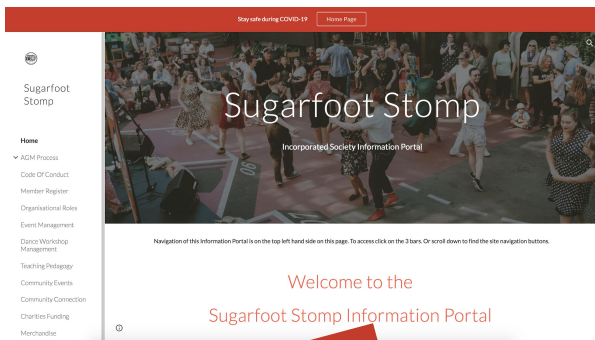 Stay safe during COVID-19
Home Page
Sugarfoot
Stomp
Home
AGM Process
Code Of Conduct
Member Register
Organisational Roles
Event Management
Dance Workshop
Management
Teaching Pedagogy
Community Events
Community Connection
Charities Funding
Merchandise
Sugarfoot Stomp
Incorporated Society Information Portal
Navigation of this Information Portal is on the top left hand side on this page. To access click on the 3 bars. Or scroll down to find the site navigation buttons.
Welcome to the
Sugarfoot Stomp Information Portal